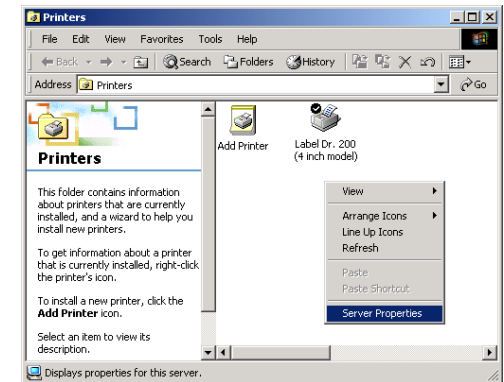 Printers
File Edit View Favorites Tools Help
Back Search Folders History
Address Printers Go
Printers
This folder contains information
about printers that are currently
installed, and a wizard to help you
install new printers.
To get information about a printer
that is currently installed, right-click
the printer's icon.
To install a new printer, click the
Add Printer icon.
Select an item to view its
description.
Add Printer
Label Dr. 200
(4 inch model)
View
Arrange Icons
Line Up Icons
Refresh
Paste
Paste Shortcut
Server Properties
Displays properties for this server.